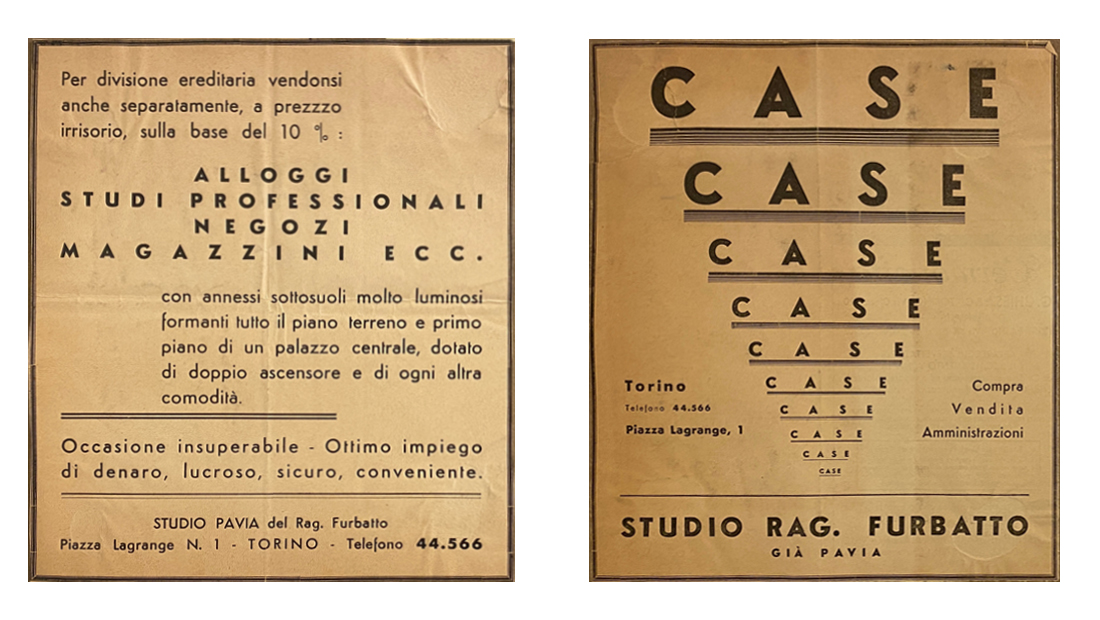 Per divisione ereditaria vendonsi
anche separatamente, a prezzzo
irrisorio, sulla base del 10 % :
ALLOGGI
STUDI PROFESSIONALI
NEGOZI
MAGAZZINI ECC.
con annessi sottosuoli molto luminosi
formanti tutto il piano terreno e primo
piano di un palazzo centrale, dotato
di doppio ascensore e di ogni altra
comodità.
Occasione insuperabile - Ottimo impiego
di denaro, lucroso, sicuro, conveniente.
STUDIO PAVIA del Rag. Furbatto
Piazza Lagrange N. 1 - TORINO - Telefono 44.566
CASE
CASE
CASE
CASE
CASE
CASE
CASE
CASE
CASE
CASE
Torino
Telefono 44.566
Piazza Lagrange, 1
Compra
Vendita
Amministrazioni
STUDIO RAG. FURBATTO
GIÀ PAVIA